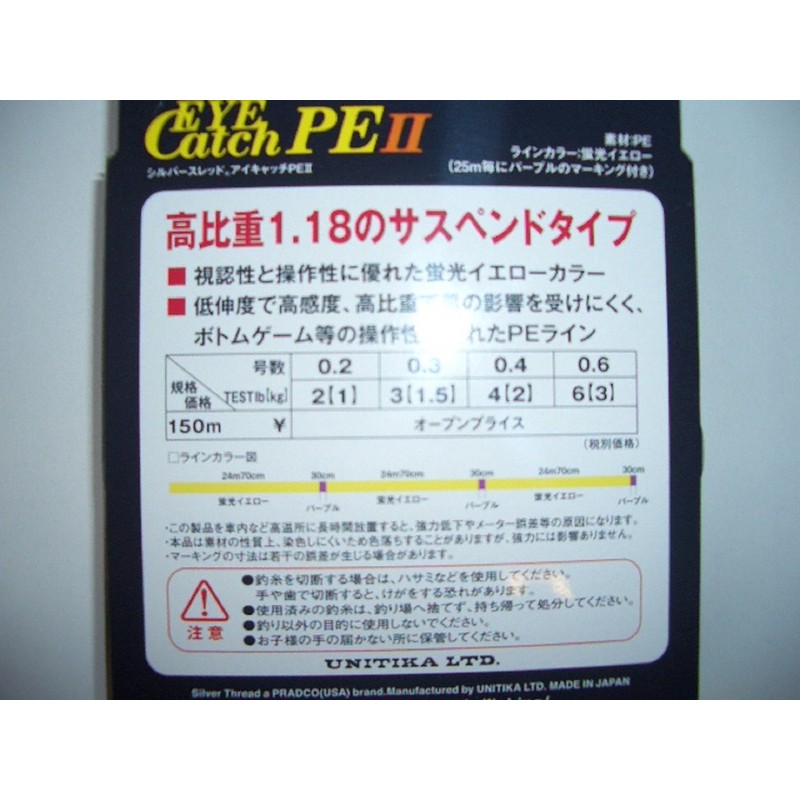 EYE
Catch PE II
シルバースレッド®アイキャッチPEⅡ
素材:PE
ラインカラー:蛍光イエロー
(25m毎にパープルのマーキング付き)
高比重1.18のサスペンドタイプ
■ 視認性と操作性に優れた蛍光イエローカラー
■ 低伸度で高感度、高比重で の影響を受けにくく、
ボトムゲーム等の操作性 れたPEライン
号数 0.2 0.3 0.4 0.6
規格 価格 TESTlb[kg] 2[1] 3[1.5] 4[2] 6[3]
150m ¥ オープンプライス
(税別価格)
□ラインカラー図
24m70cm 30cm 24m70cm 30cm 24m70cm 30cm
蛍光イエロー パープル 蛍光イエロー パープル 蛍光イエロー パープル
・この製品を車内など高温所に長時間放置すると、強力低下やメーター誤差等の原因になります。
・本品は素材の性質上、染色しにくいため色落ちすることがありますが、強力には影響ありません。
・マーキングの寸法は若干の誤差が生じる場合があります。
注意
●釣糸を切断する場合は、ハサミなどを使用してください。
手や歯で切断すると、けがをする恐れがあります。
●使用済みの釣糸は、釣り場へ捨てず、持ち帰って処分してください。
●釣り以外の目的に使用しないでください。
●お子様の手の届かない所に保管してください。
UNITIKA LTD.
Silver Thread a PRADCO(USA) brand.Manufactured by UNITIKA LTD. MADE IN JAPAN